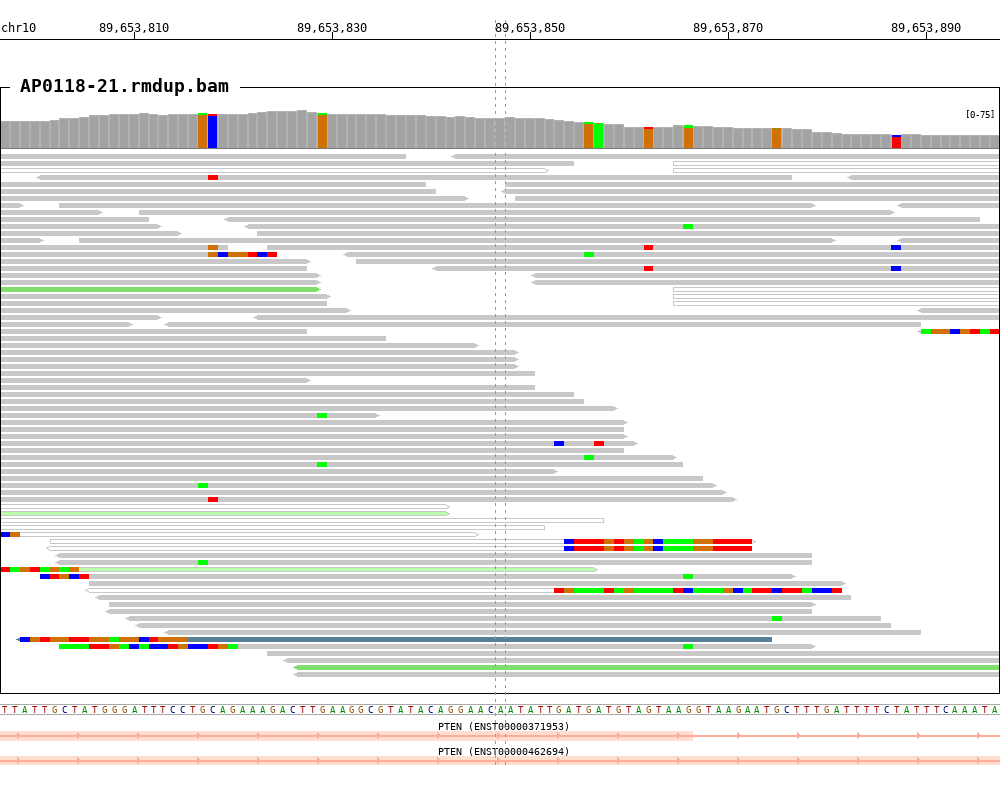 chr10 89,653,810 89,653,830 89,653,850 89,653,870 89,653,890
AP0118-21.rmdup.bam
[0-75]
TTATTGCTATGGGATTTCCTGCAGAAAGACTTGAAGGCGTATACAGGAACAATATTGATGATGTAGTAAGGTAAGAATGCTTTGATTTTCTATTTCAAATA
PTEN (ENST00000371953)
PTEN (ENST00000462694)